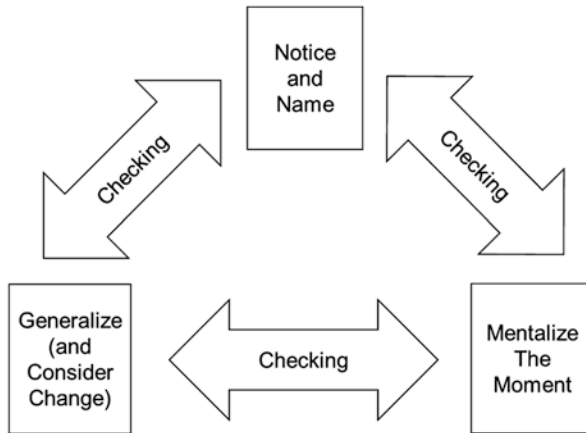 Notice
and
Name
Checking
Checking
Generalize
(and
Consider
Change)
Checking
Mentalize
The
Moment